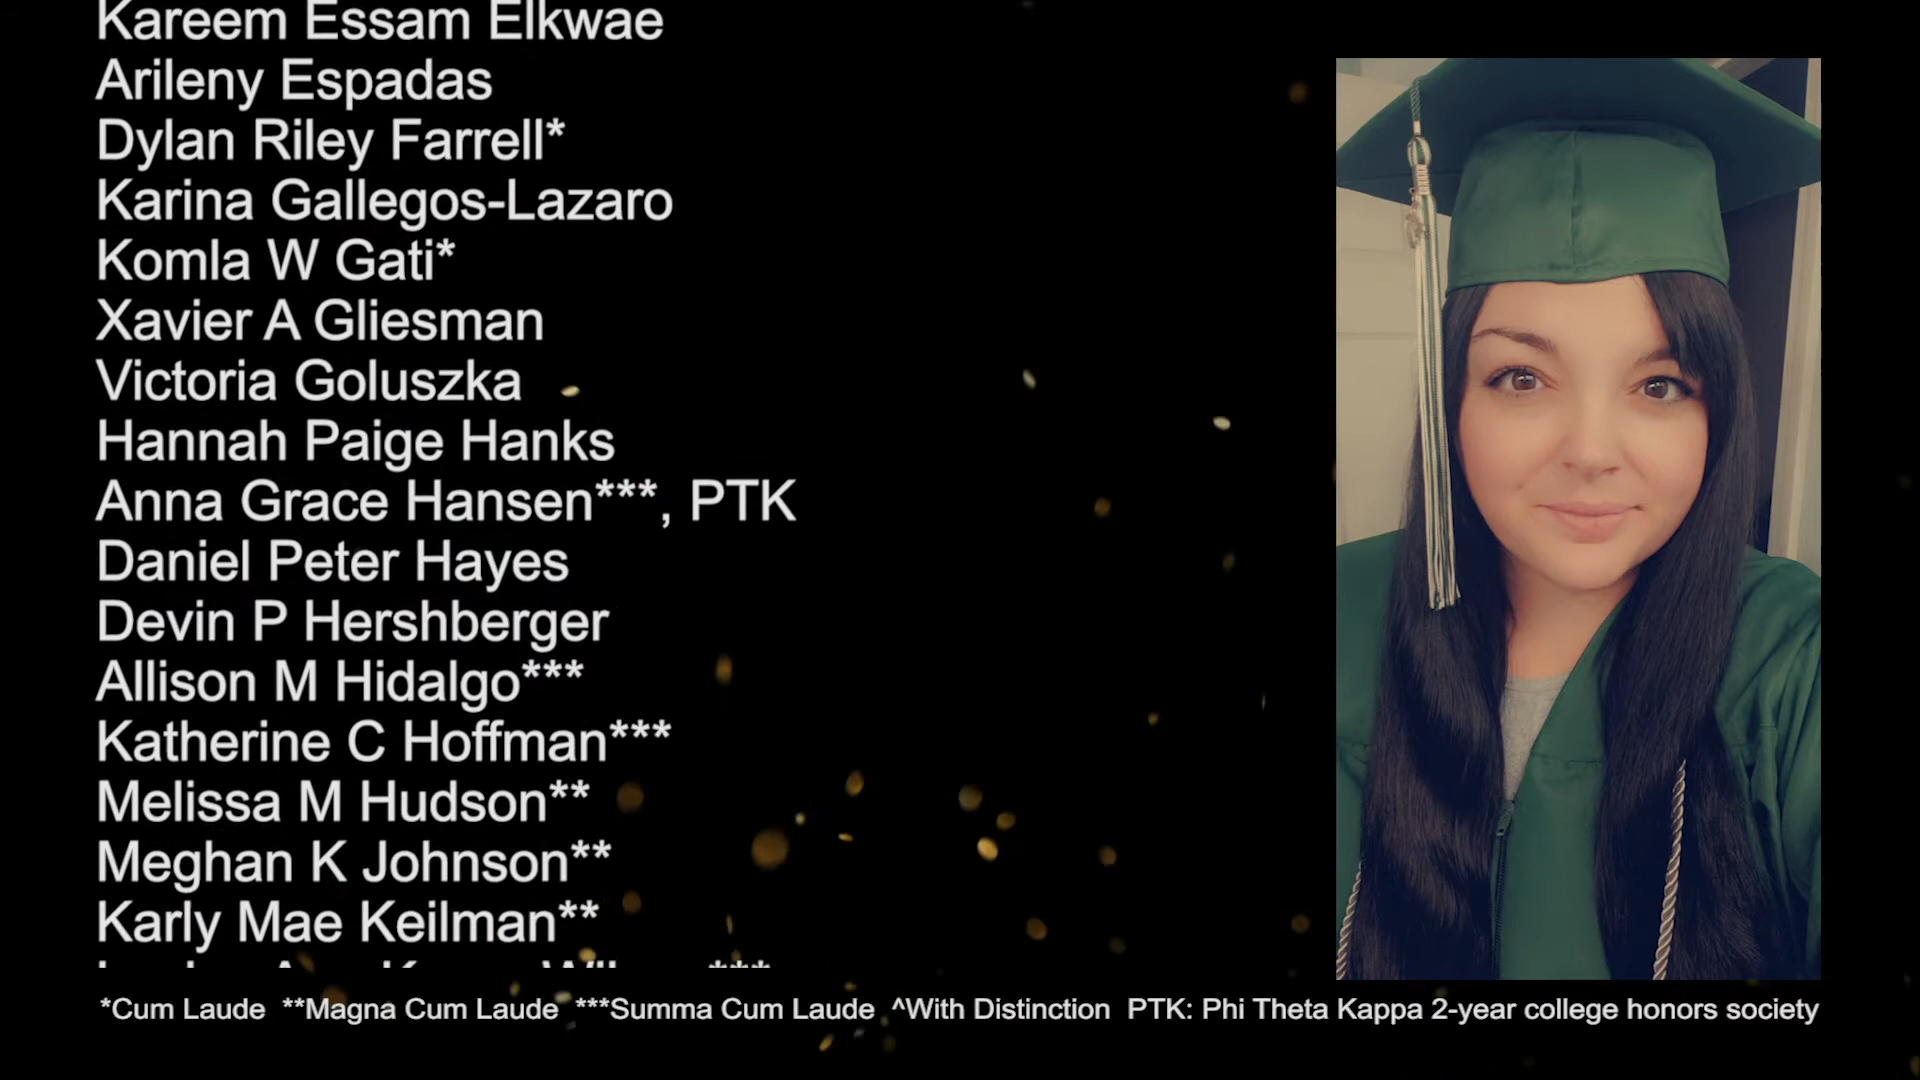 Kareem Essam Elkwae
Arileny Espadas
Dylan Riley Farrell*
Karina Gallegos-Lazaro
Komla W Gati*
Xavier A Gliesman
Victoria Goluszka
Hannah Paige Hanks
Anna Grace Hansen***, PTK
Daniel Peter Hayes
Devin P Hershberger
Allison M Hidalgo***
Katherine C Hoffman***
Melissa M Hudson**
Meghan K Johnson**
Karly Mae Keilman**
*Cum Laude **Magna Cum Laude ***Summa Cum Laude ^With Distinction PTK: Phi Theta Kappa 2-year college honors society